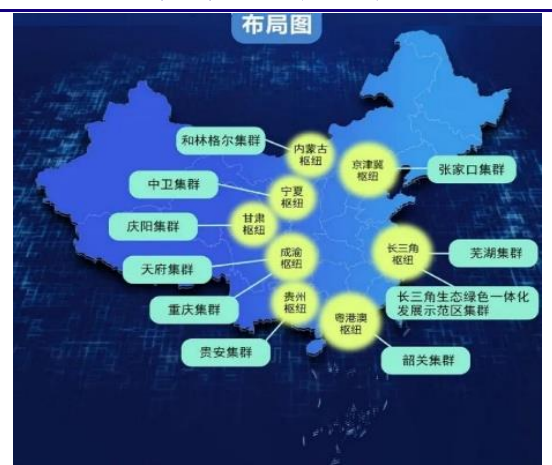 布局图
和林格尔集群
内蒙古
枢纽
京津冀
枢纽
张家口集群
中卫集群
宁夏
枢纽
庆阳集群
甘肃
枢纽
天府集群
成渝
枢纽
长三角
枢纽
芜湖集群
重庆集群
贵州
枢纽
粤港澳
枢纽
长三角生态绿色一体化
发展示范区集群
贵安集群
韶关集群